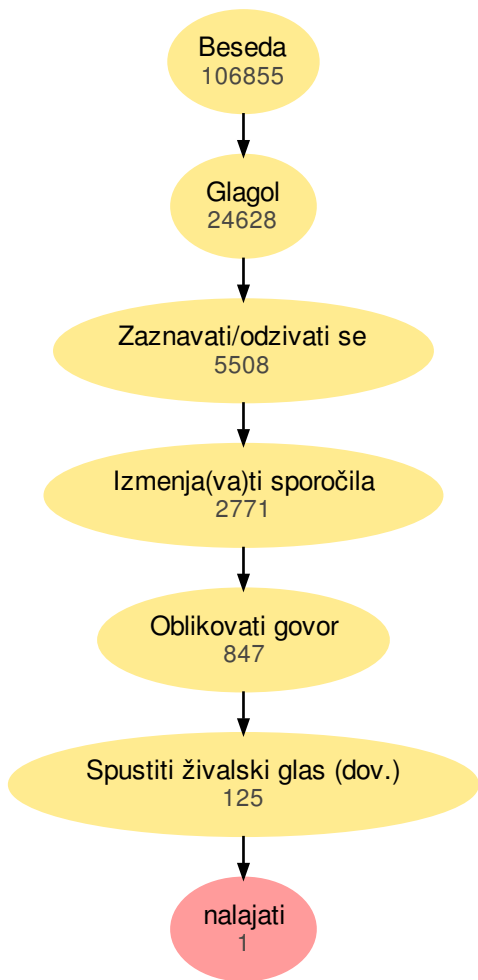 Beseda
106855
Glagol
24628
Zaznavati/odzivati se
5508
Izmenja(va)ti sporočila
2771
Oblikovati govor
847
Spustiti živalski glas (dov.)
125
nalajati
1